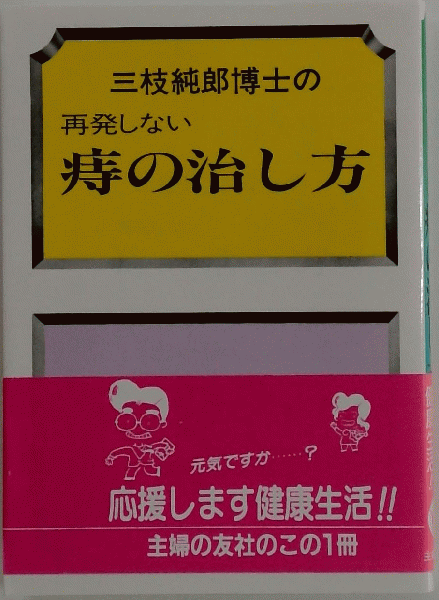 三枝純郎博士の
再発しない
痔の治し方
元気ですか……?
応援します健康生活!!
主婦の友社のこの1冊